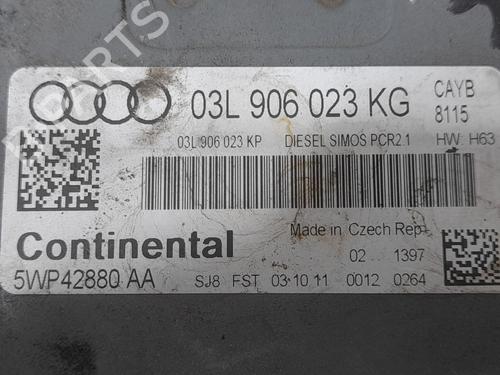 PARTS
03L 906 023 KG
CAYB
8115
03L 906 023 KP DIESEL SIMOS PCR2.1 HW H63
Continental
Made in Czech Rep
02 1397
5WP42880 AA SJ8 FST 03.10.11 0012 0264